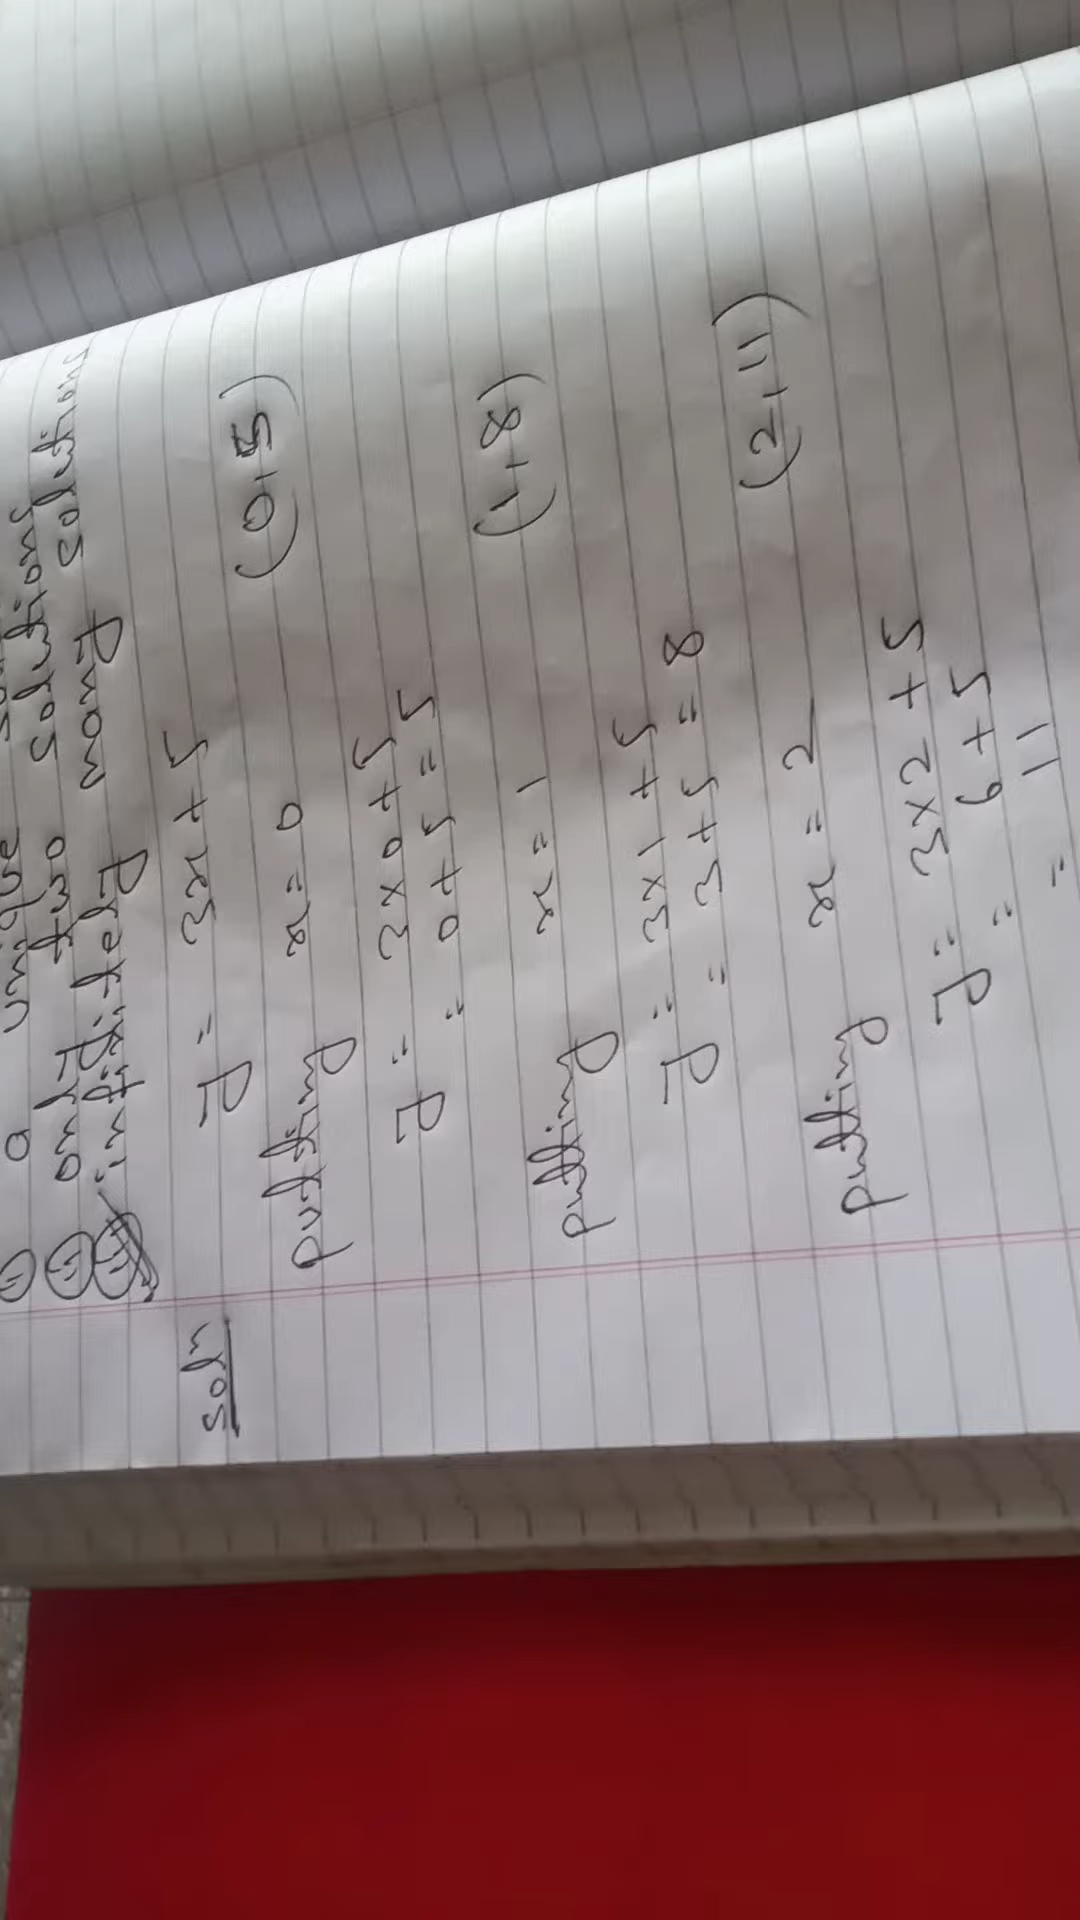 (i) a unique
(ii) only two solutions
(iii) infinitely many solutions
Soln y = 3x + 5
putting x = 0 (0,5)
y = 3×0+5
= 0+5 = 5
putting x = 1 (1,8)
y = 3×1+5
= 3+5 = 8
putting x = 2 (2,11)
y = 3×2+5
= 6+5
= 11